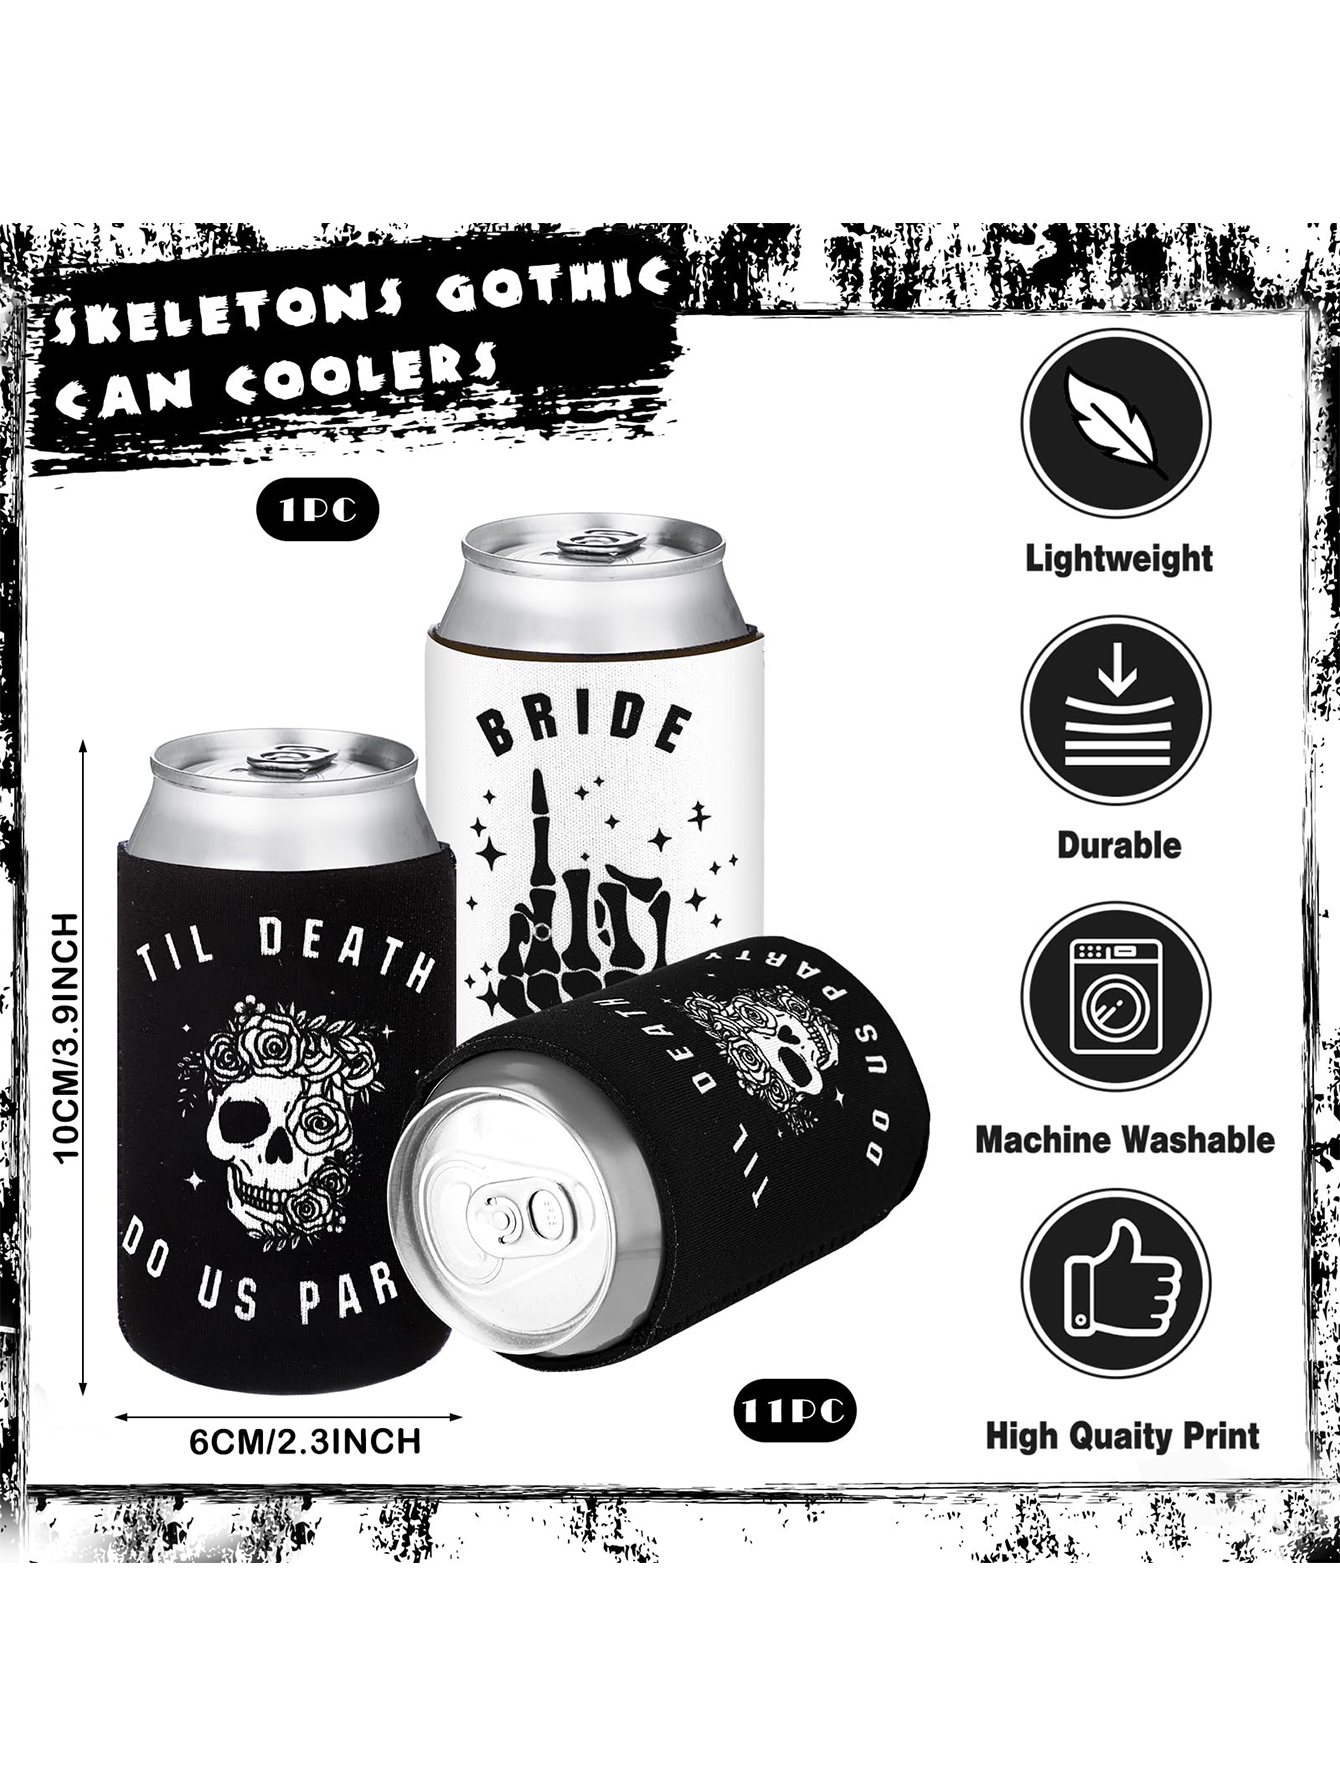 SKELETONS GOTHIC
CAN COOLERS
1PC
Lightweight
BRIDE
Durable
TIL DEATH
10CM/3.9INCH
DO US PAR
Machine Washable
TIL DEATH
DO US PARTY
11PC
6CM/2.3INCH
High Quaity Print